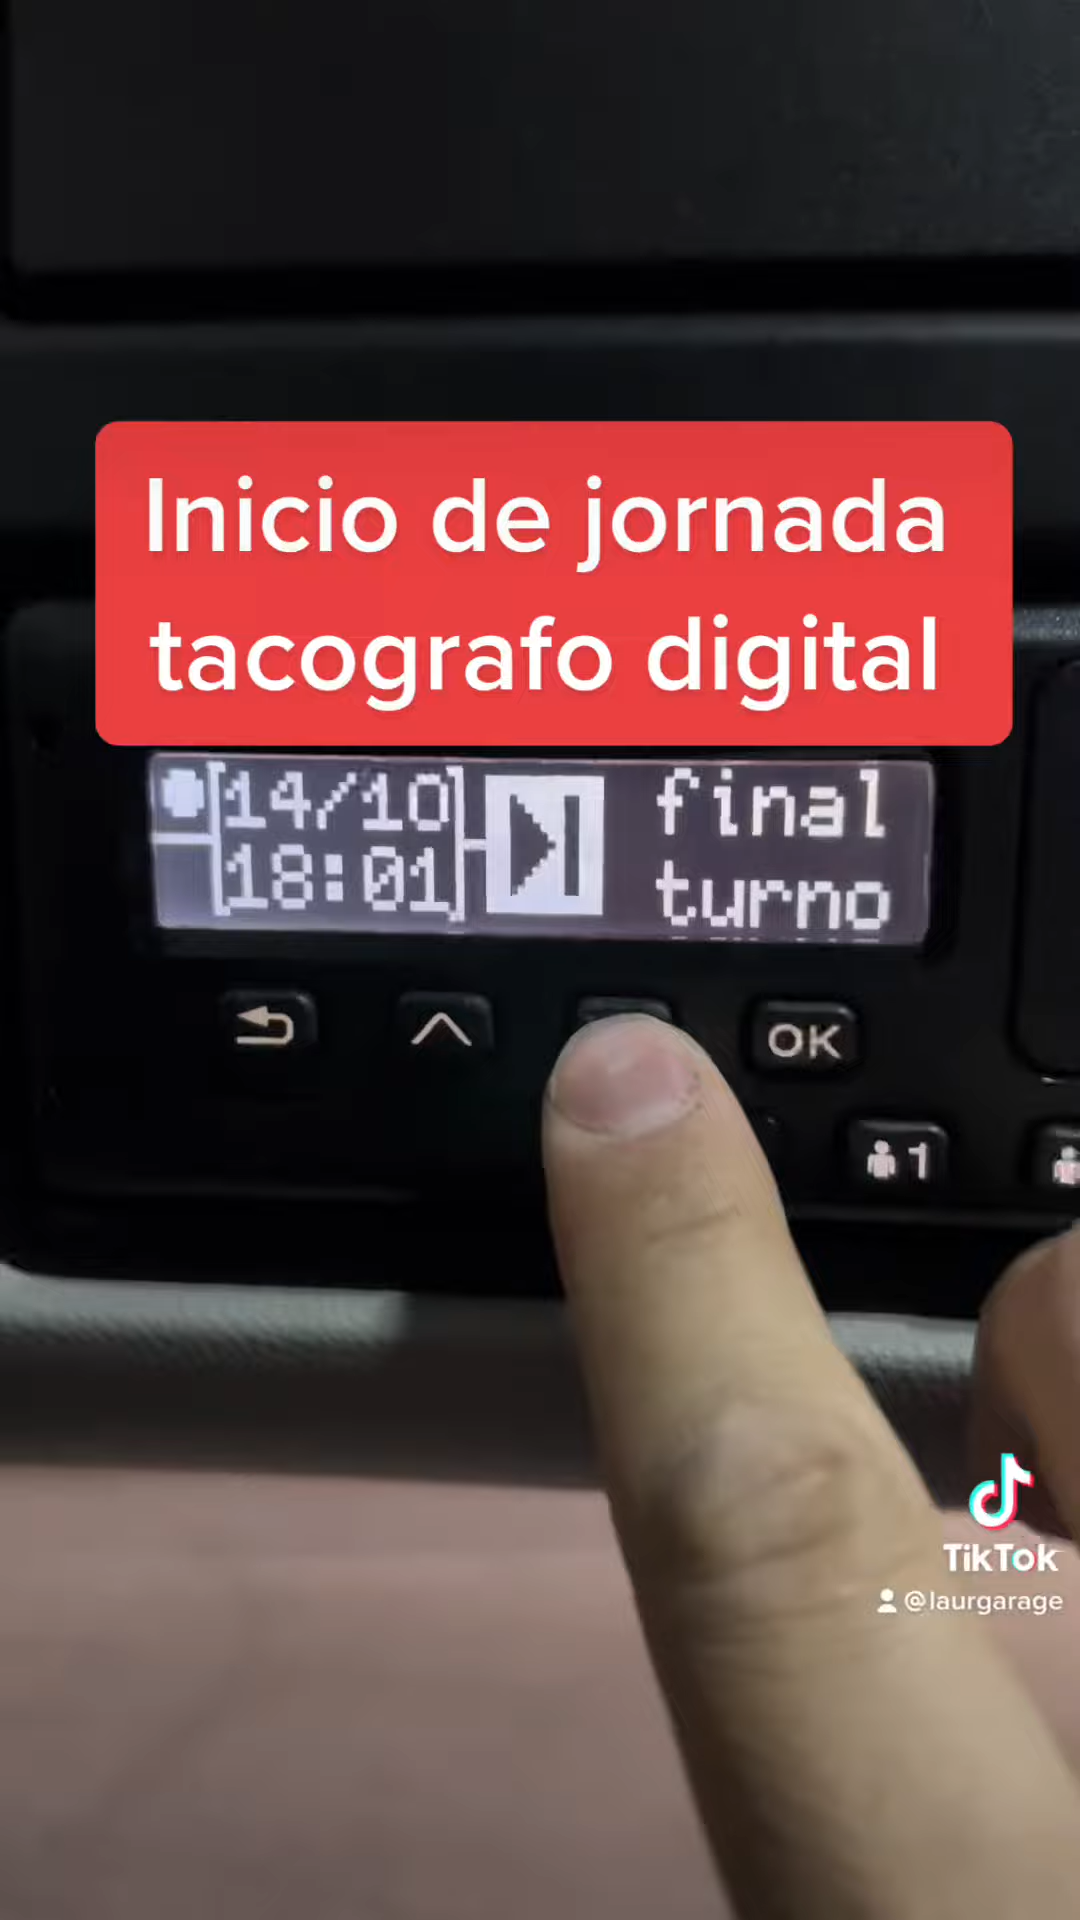 Inicio de jornada
tacografo digital
14/10
18:01
final
turno
OK
1
TikTok
@laurgarage